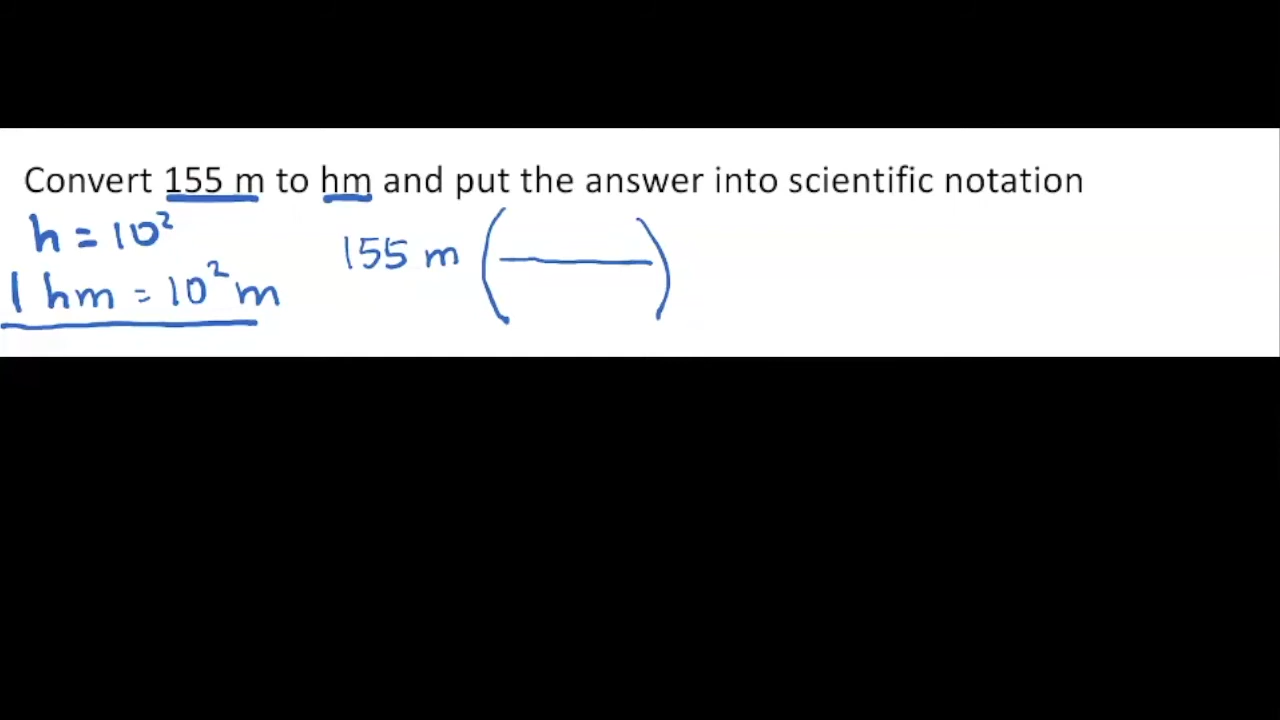 Convert 155 m to hm and put the answer into scientific notation
h = 10²
155 m (———)
1 hm = 10² m